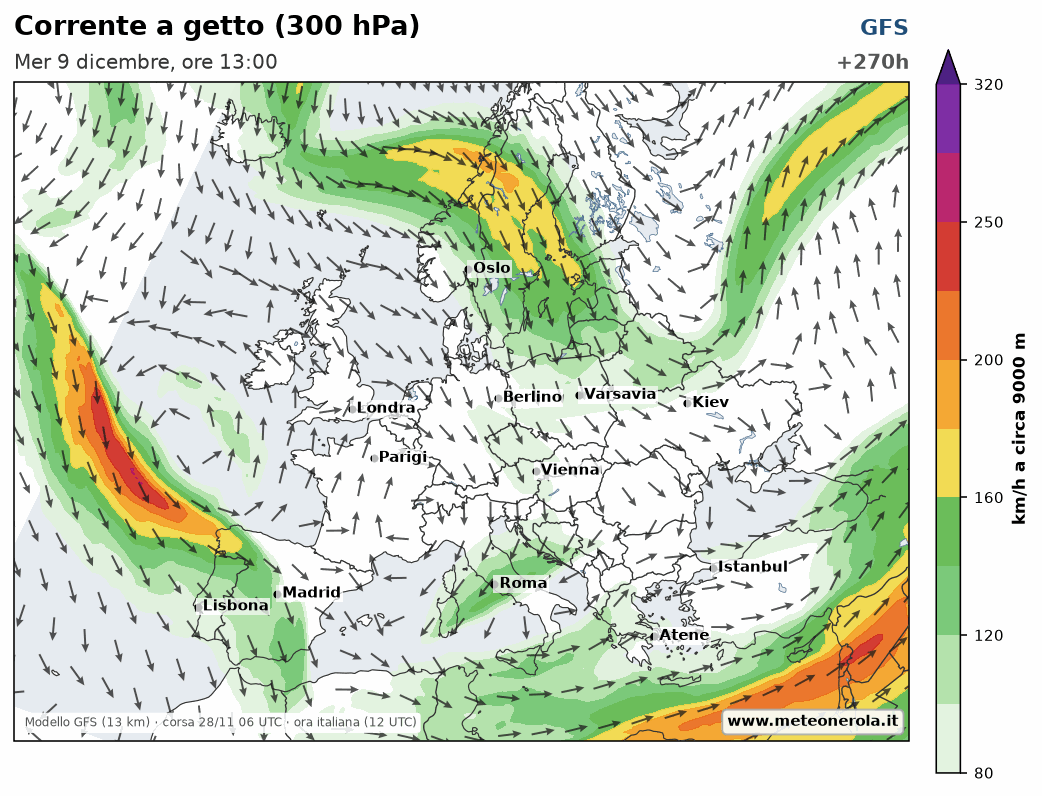 Corrente a getto (300 hPa)
GFS
Mer 9 dicembre, ore 13:00
+270h
320
250
200
160
120
80
km/h a circa 9000 m
Oslo
Berlino
Varsavia
Kiev
Londra
Parigi
Vienna
Istanbul
Roma
Madrid
Lisbona
Atene
Modello GFS (13 km) · corsa 28/11 06 UTC · ora italiana (12 UTC)
www.meteonerola.it